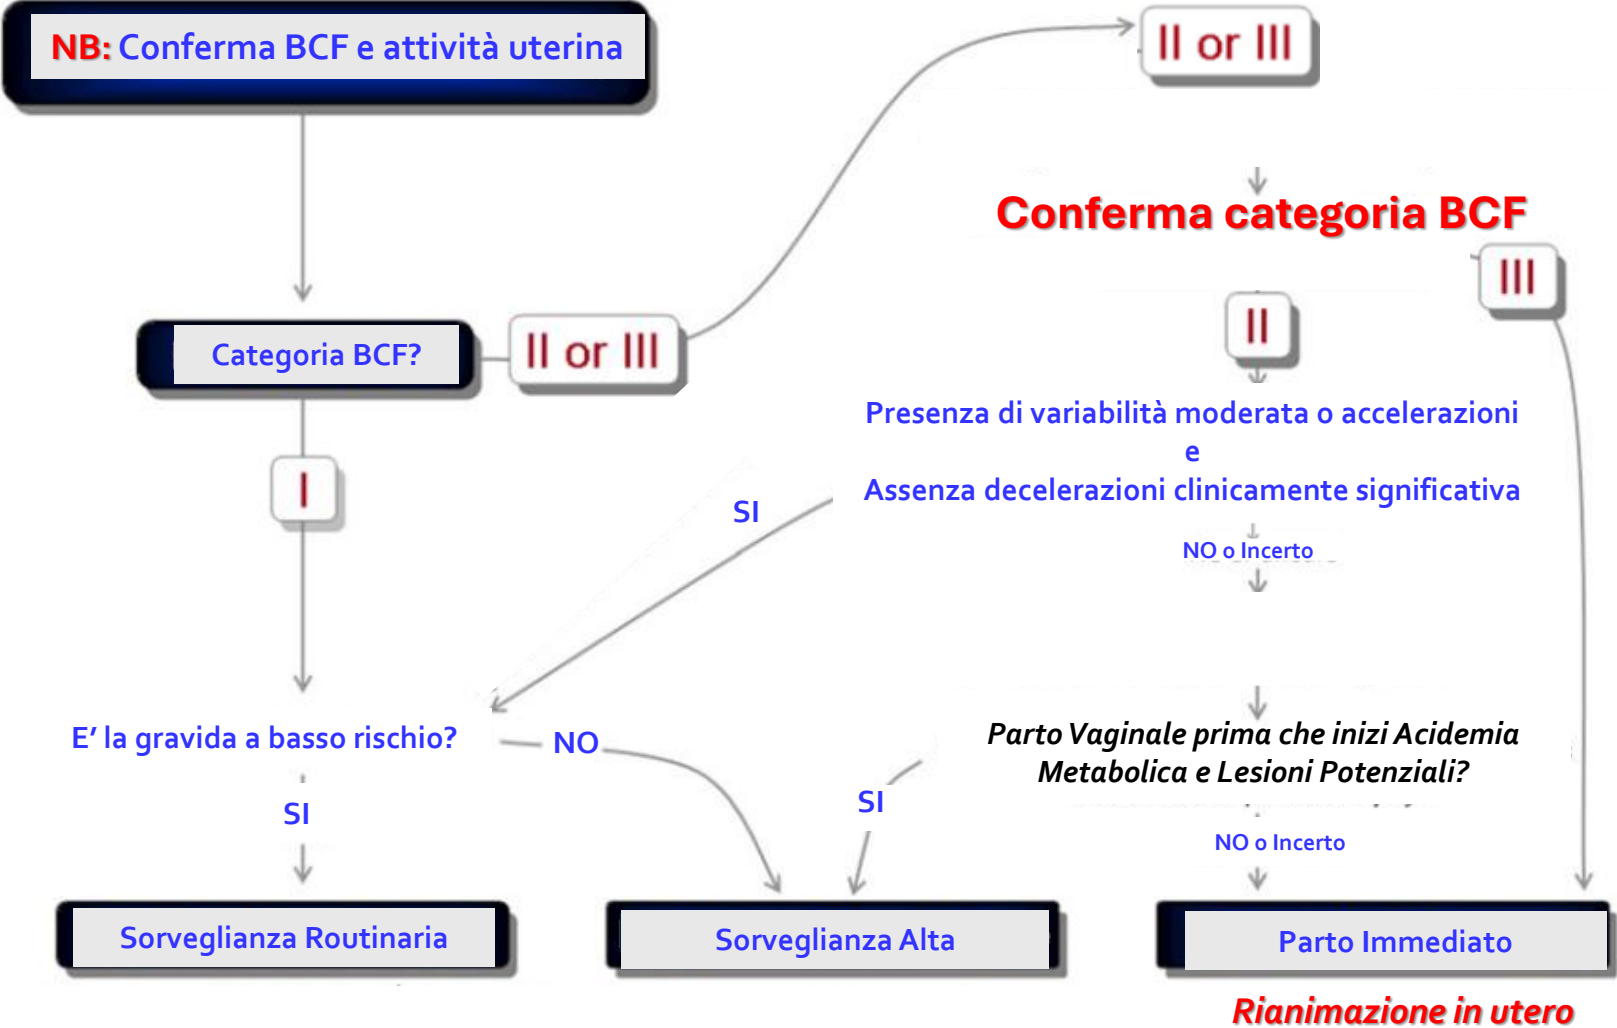 NB: Conferma BCF e attività uterina
II or III
Conferma categoria BCF
III
II
Categoria BCF?
II or III
Presenza di variabilità moderata o accelerazioni
e
Assenza decelerazioni clinicamente significativa
I
SI
NO o Incerto
E' la gravida a basso rischio?
NO
Parto Vaginale prima che inizi Acidemia
Metabolica e Lesioni Potenziali?
SI
SI
NO o Incerto
Sorveglianza Routinaria
Sorveglianza Alta
Parto Immediato
Rianimazione in utero